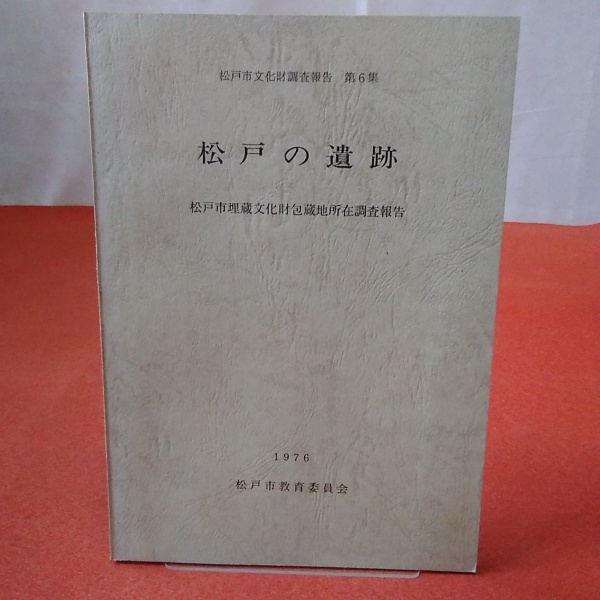 松戸市文化財調査報告 第6集
松戸の遺跡
松戸市埋蔵文化財包蔵地所在調査報告
1976
松戸市教育委員会